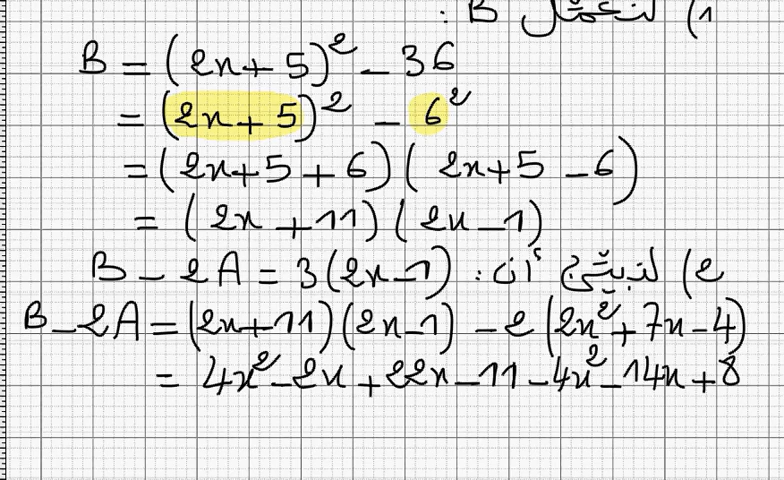 1) لنعمّل B :
B = (2x + 5)² - 36
= (2x + 5)² - 6²
= (2x+5 + 6) ( 2x+5 - 6)
= (2x + 11) (2x - 1)
2) لنبيّن أن : B - 2A = 3(2x-1)
B - 2A = (2x+11)(2x-1) - 2(2x²+7x-4)
= 4x² - 2x + 22x - 11 - 4x² - 14x + 8